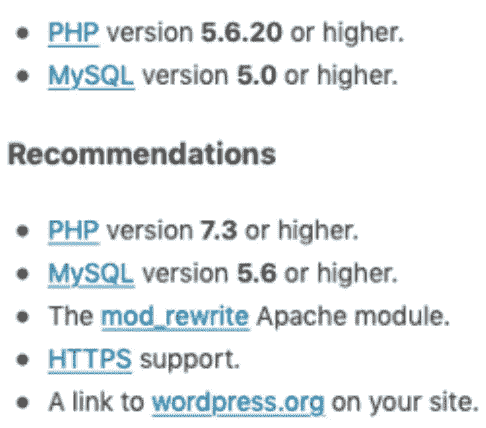 • PHP version 5.6.20 or higher.
• MySQL version 5.0 or higher.
Recommendations
• PHP version 7.3 or higher.
• MySQL version 5.6 or higher.
• The mod_rewrite Apache module.
• HTTPS support.
• A link to wordpress.org on your site.